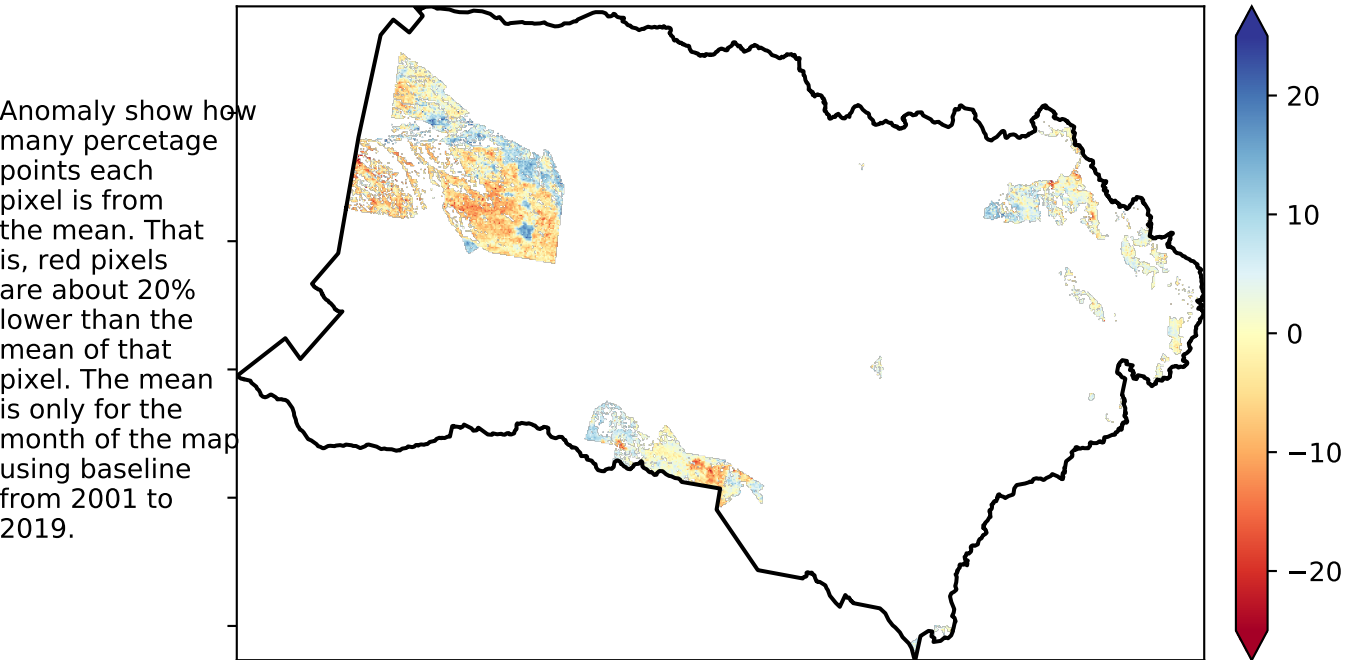 Anomaly show how
many percetage
points each
pixel is from
the mean. That
is, red pixels
are about 20%
lower than the
mean of that
pixel. The mean
is only for the
month of the map
using baseline
from 2001 to
2019.
20
10
0
−10
−20